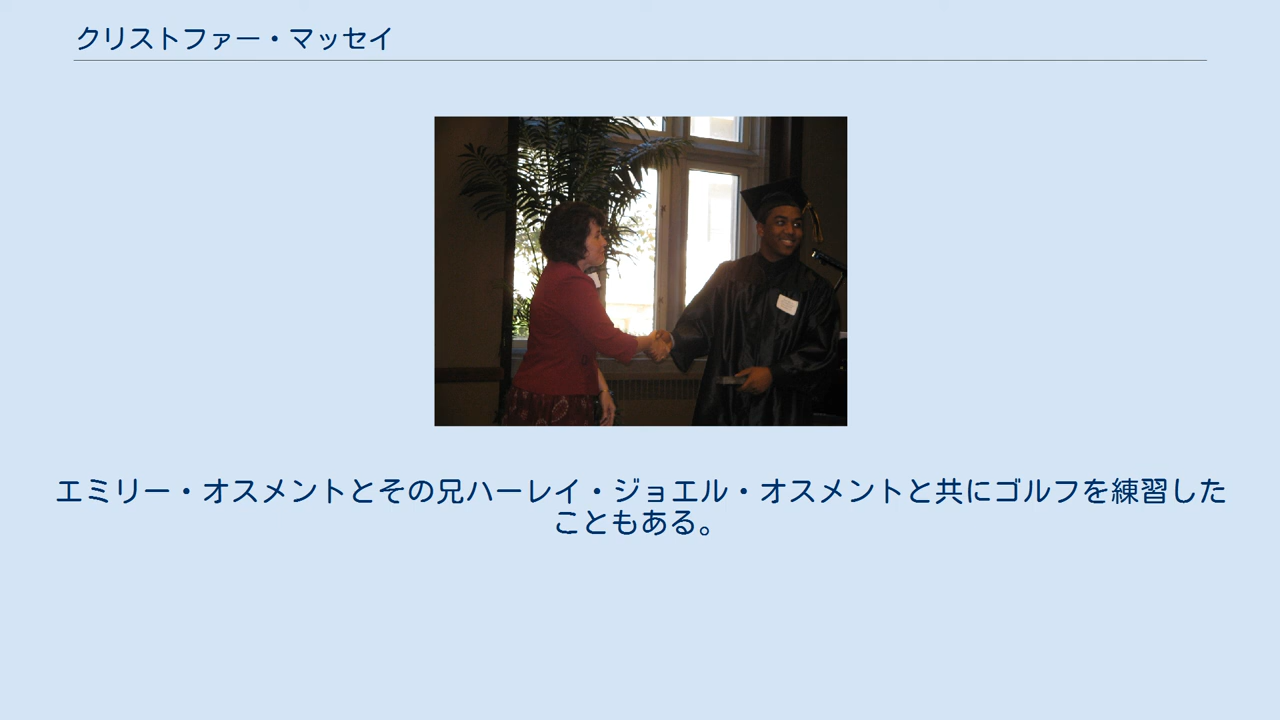 クリストファー・マッセイ
エミリー・オスメントとその兄ハーレイ・ジョエル・オスメントと共にゴルフを練習した
こともある。